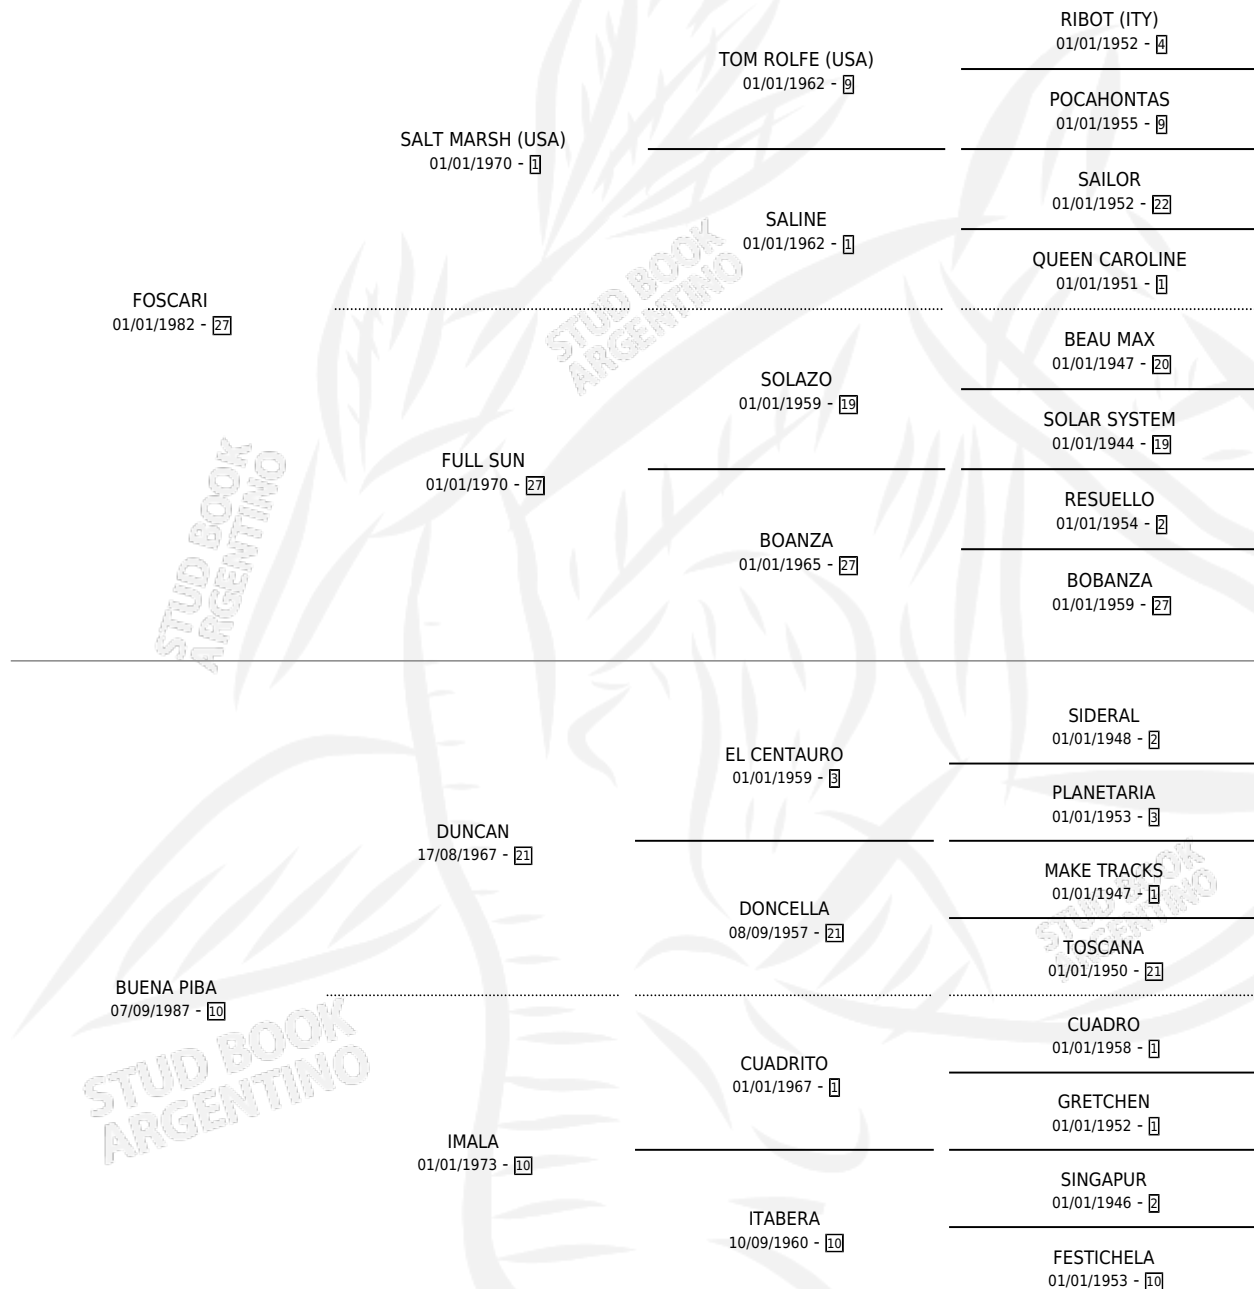 FOSCARI
01/01/1982 - 27
SALT MARSH (USA)
01/01/1970 - 1
FULL SUN
01/01/1970 - 27
TOM ROLFE (USA)
01/01/1962 - 9
SALINE
01/01/1962 - 1
SOLAZO
01/01/1959 - 19
BOANZA
01/01/1965 - 27
RIBOT (ITY)
01/01/1952 - 4
POCAHONTAS
01/01/1955 - 9
SAILOR
01/01/1952 - 22
QUEEN CAROLINE
01/01/1951 - 1
BEAU MAX
01/01/1947 - 20
SOLAR SYSTEM
01/01/1944 - 19
RESUELLO
01/01/1954 - 2
BOBANZA
01/01/1959 - 27
BUENA PIBA
07/09/1987 - 10
DUNCAN
17/08/1967 - 21
IMALA
01/01/1973 - 10
EL CENTAURO
01/01/1959 - 3
DONCELLA
08/09/1957 - 21
CUADRITO
01/01/1967 - 1
ITABERA
10/09/1960 - 10
SIDERAL
01/01/1948 - 2
PLANETARIA
01/01/1953 - 3
MAKE TRACKS
01/01/1947 - 1
TOSCANA
01/01/1950 - 21
CUADRO
01/01/1958 - 1
GRETCHEN
01/01/1952 - 1
SINGAPUR
01/01/1946 - 2
FESTICHELA
01/01/1953 - 10
STUD BOOK
ARGENTINO
STUD BOOK
ARGENTINO
STUD BOOK
ARGENTINO
STUD BOOK
ARGENTINO